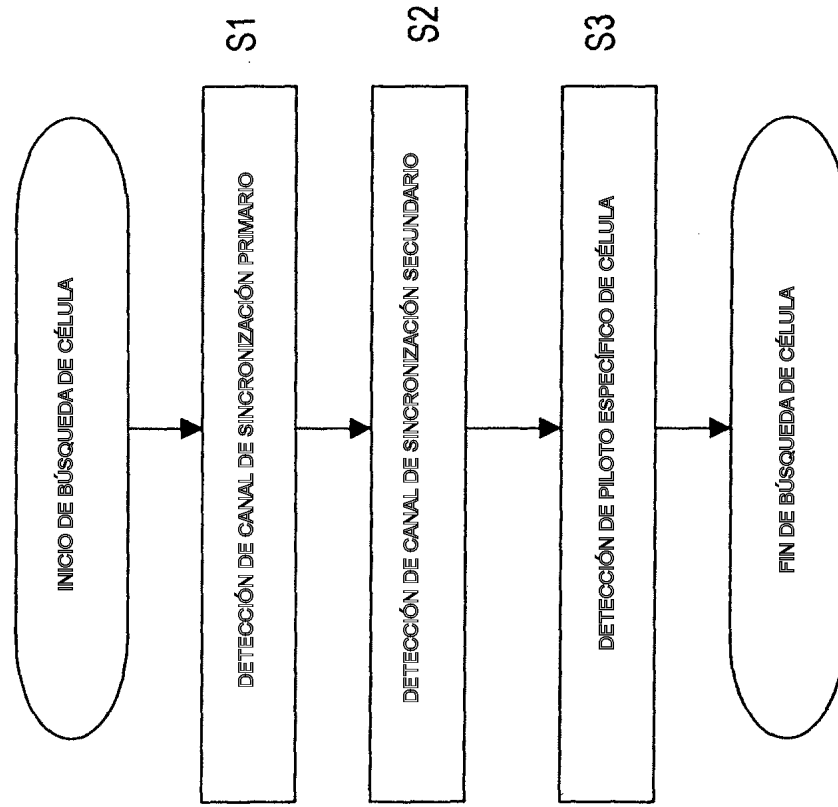 INICIO DE BÚSQUEDA DE CÉLULA
DETECCIÓN DE CANAL DE SINCRONIZACIÓN PRIMARIO
S1
DETECCIÓN DE CANAL DE SINCRONIZACIÓN SECUNDARIO
S2
DETECCIÓN DE PILOTO ESPECÍFICO DE CÉLULA
S3
FIN DE BÚSQUEDA DE CÉLULA